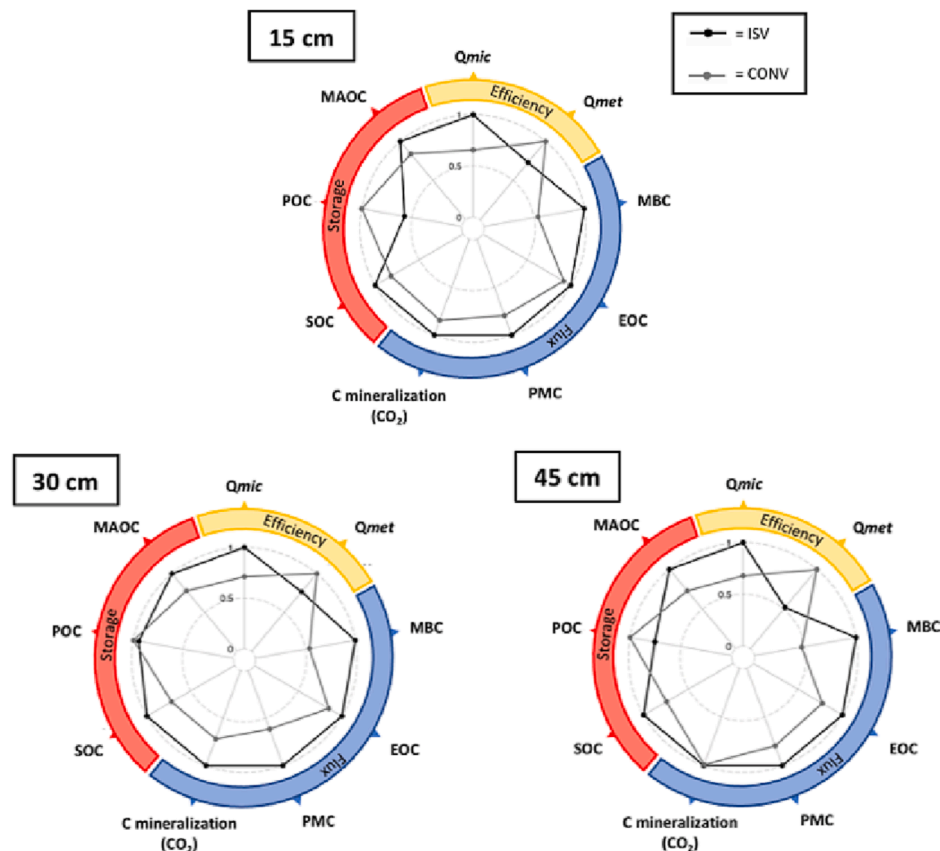 15 cm
= ISV
= CONV
Qmic
Qmet
MBC
EOC
PMC
C mineralization
(CO₂)
SOC
POC
MAOC
Efficiency
Flux
Storage
1
0.5
0
30 cm
Qmic
Qmet
MBC
EOC
PMC
C mineralization
(CO₂)
SOC
POC
MAOC
Efficiency
Flux
Storage
1
0.5
0
45 cm
Qmic
Qmet
MBC
EOC
PMC
C mineralization
(CO₂)
SOC
POC
MAOC
Efficiency
Flux
Storage
1
0.5
0